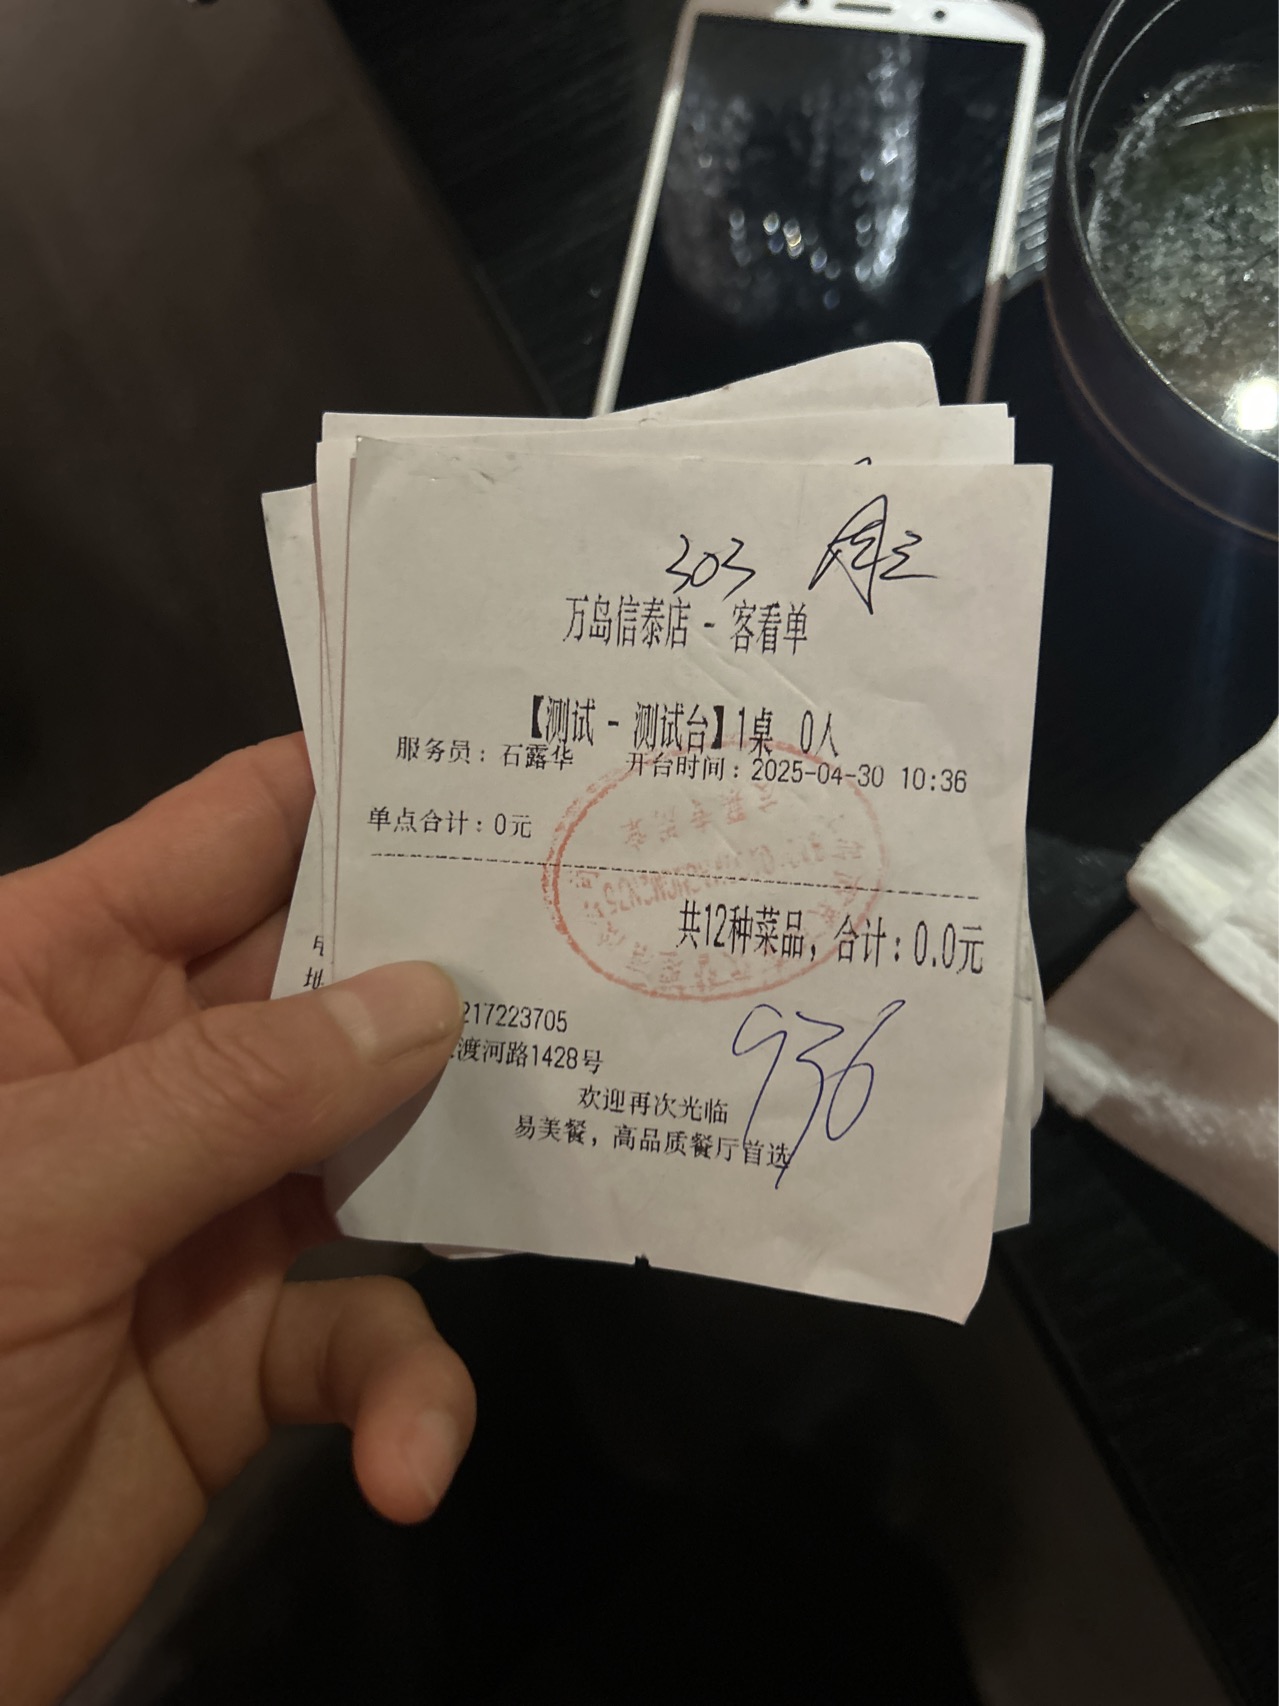 303 周三
万岛信泰店 - 客看单
【测试 - 测试台】1桌 0人
服务员：石露华 开台时间：2025-04-30 10:36
单点合计：0元
共12种菜品，合计：0.0元
217223705
渡河路1428号
936
欢迎再次光临
易美餐，高品质餐厅首选